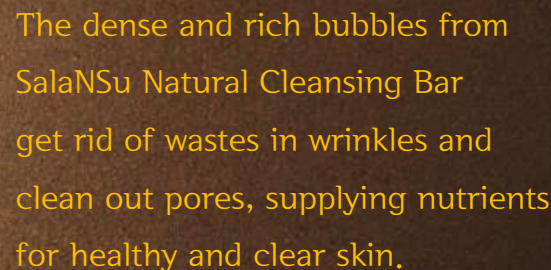 The dense and rich bubbles from
SalaNSu Natural Cleansing Bar
get rid of wastes in wrinkles and
clean out pores, supplying nutrients
for healthy and clear skin.